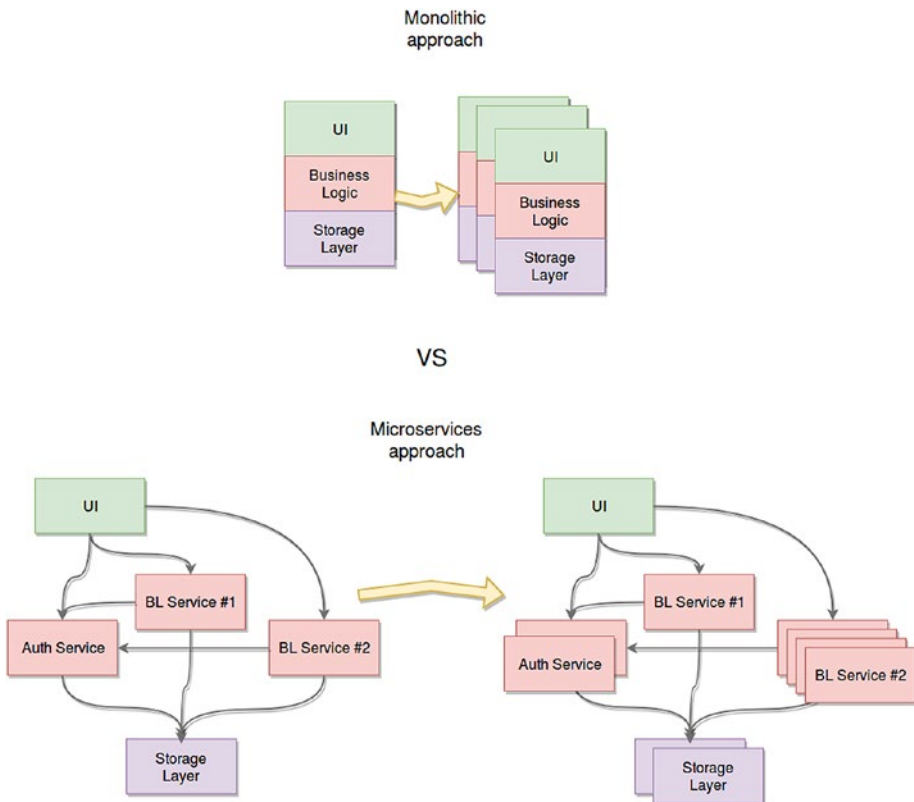 Monolithic
approach
UI
Business
Logic
Storage
Layer
UI
Business
Logic
Storage
Layer
VS
Microservices
approach
UI
BL Service #1
Auth Service
BL Service #2
Storage
Layer
UI
BL Service #1
Auth Service
BL Service #2
Storage
Layer